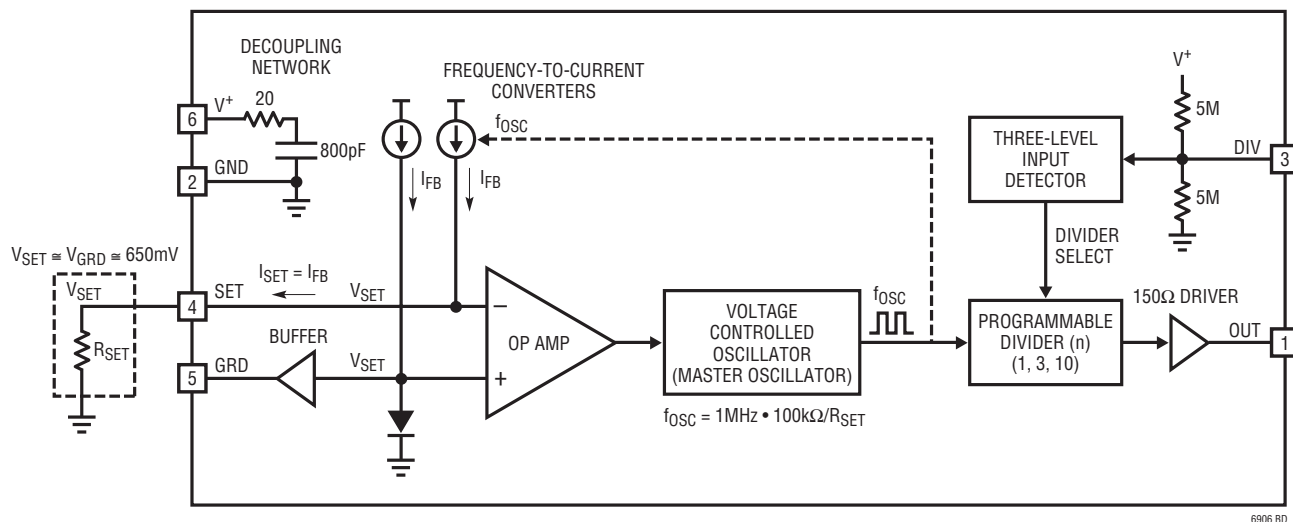 DECOUPLING
NETWORK
FREQUENCY-TO-CURRENT
CONVERTERS
V+
6
V+
20
800pF
2
GND
fOSC
IFB
IFB
5M
THREE-LEVEL
INPUT
DETECTOR
DIV
3
5M
DIVIDER
SELECT
VSET ≅ VGRD ≅ 650mV
VSET
RSET
4
SET
ISET = IFB
VSET
−
OP AMP
+
BUFFER
VSET
5
GRD
VOLTAGE
CONTROLLED
OSCILLATOR
(MASTER OSCILLATOR)
fOSC = 1MHz • 100kΩ/RSET
fOSC
PROGRAMMABLE
DIVIDER (n)
(1, 3, 10)
150Ω DRIVER
OUT
1
6906 BD